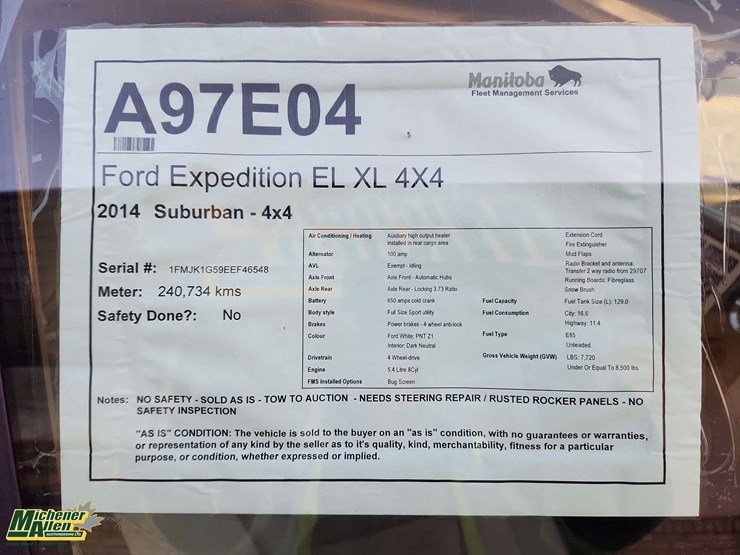 Manitoba
Fleet Management Services
A97E04
Ford Expedition EL XL 4X4
2014 Suburban - 4x4
Serial #: 1FMJK1G59EEF46548
Meter: 240,734 kms
Safety Done?: No
Air Conditioning / Heating Auxiliary high output heater
installed in rear cargo area
Alternator 100 amp
AVL Exempt - Idling
Axle Front Axle Front - Automatic Hubs
Axle Rear Axle Rear - Locking 3.73 Ratio
Battery 650 amps cold crank
Body style Full Size Sport utility
Brakes Power brakes - 4 wheel anti-lock
Colour Ford White: PNT Z1
Interior: Dark Neutral
Drivetrain 4 Wheel-drive
Engine 5.4 Litre 8Cyl
FMS Installed Options Bug Screen
Extension Cord
Fire Extinguisher
Mud Flaps
Radio Bracket and antenna;
Transfer 2 way radio from 29707
Running Boards: Fibreglass
Snow Brush
Fuel Capacity Fuel Tank Size (L): 129.0
Fuel Consumption City: 16.6
Highway: 11.4
Fuel Type E85
Unleaded
Gross Vehicle Weight (GVW) LBS: 7,720
Under Or Equal To 8,500 lbs
Notes: NO SAFETY - SOLD AS IS - TOW TO AUCTION - NEEDS STEERING REPAIR / RUSTED ROCKER PANELS - NO
SAFETY INSPECTION
"AS IS" CONDITION: The vehicle is sold to the buyer on an "as is" condition, with no guarantees or warranties,
or representation of any kind by the seller as to it's quality, kind, merchantability, fitness for a particular
purpose, or condition, whether expressed or implied.
Michener
Allen
AUCTIONEERING LTD.